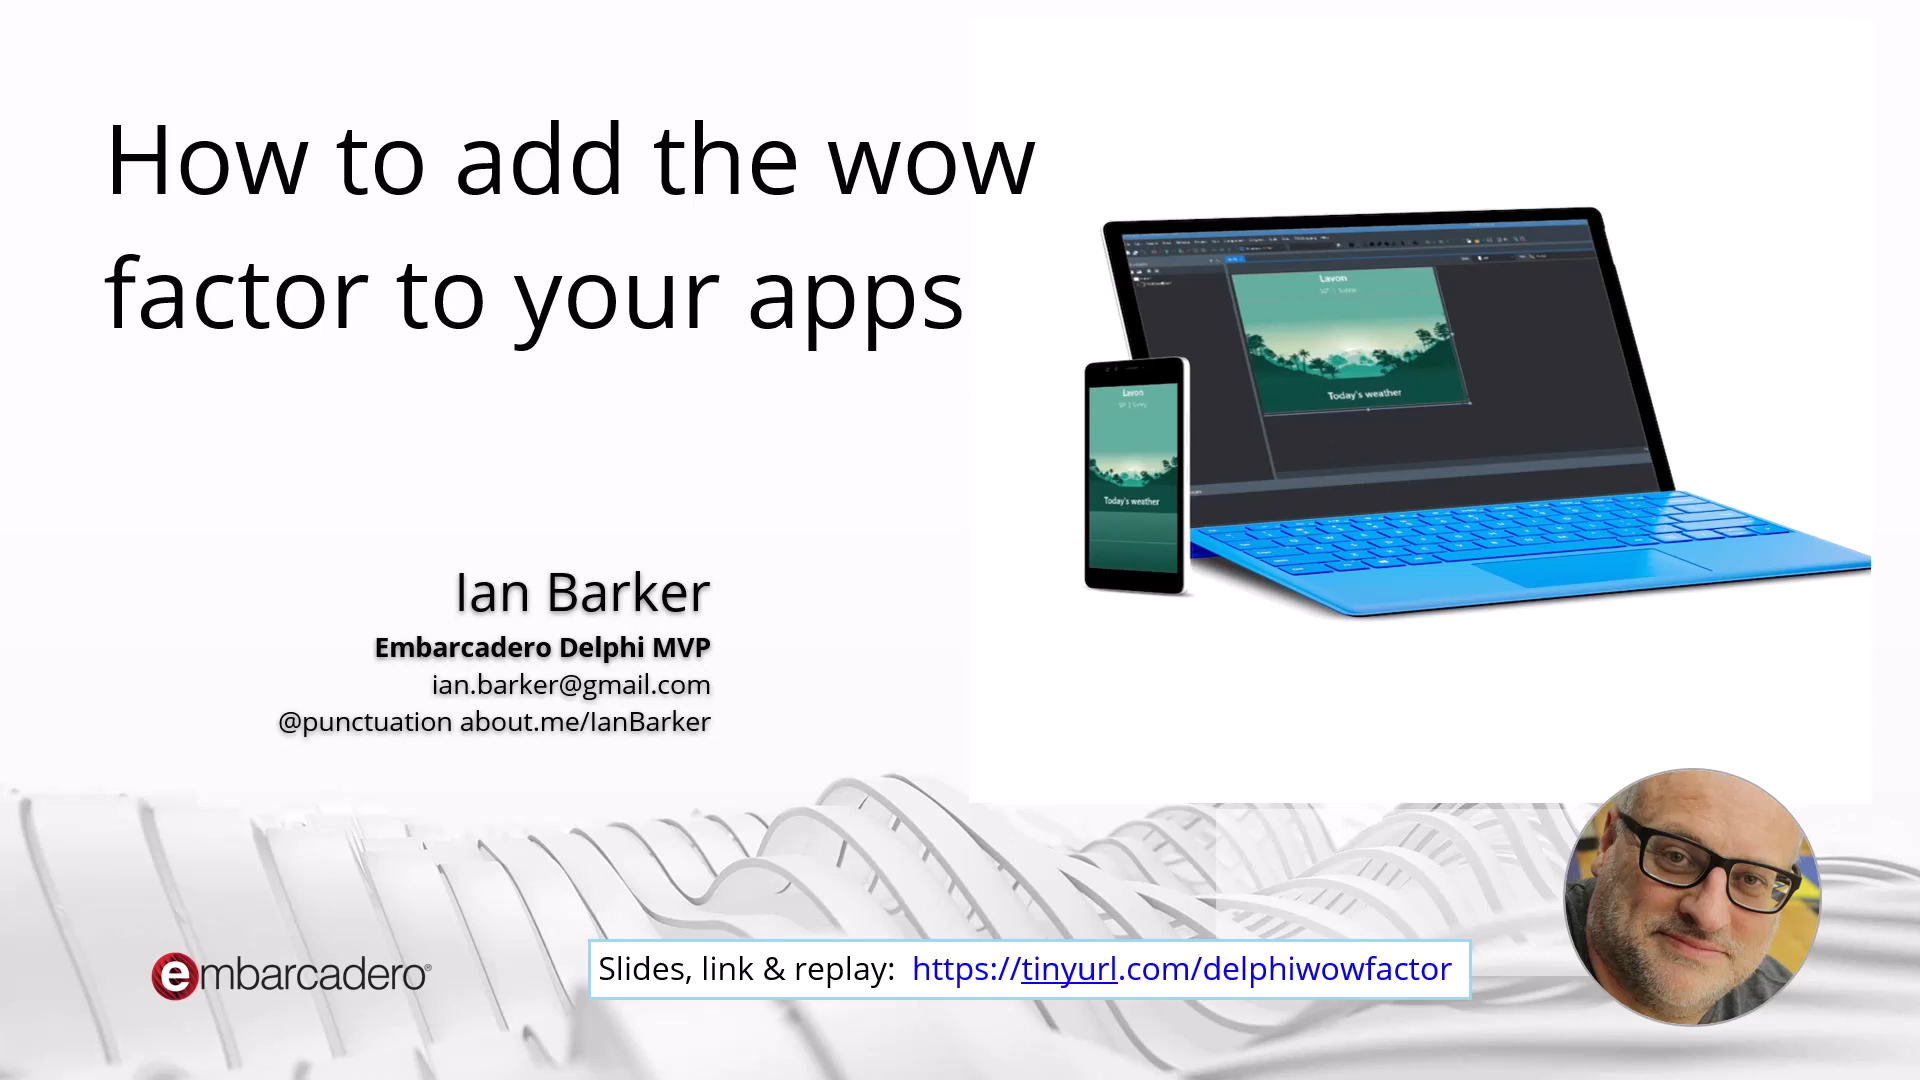 How to add the wow
factor to your apps
Lavon
Today's weather
Lavon
Today's weather
Ian Barker
Embarcadero Delphi MVP
ian.barker@gmail.com
@punctuation about.me/IanBarker
embarcadero®
Slides, link & replay: https://tinyurl.com/delphiwowfactor